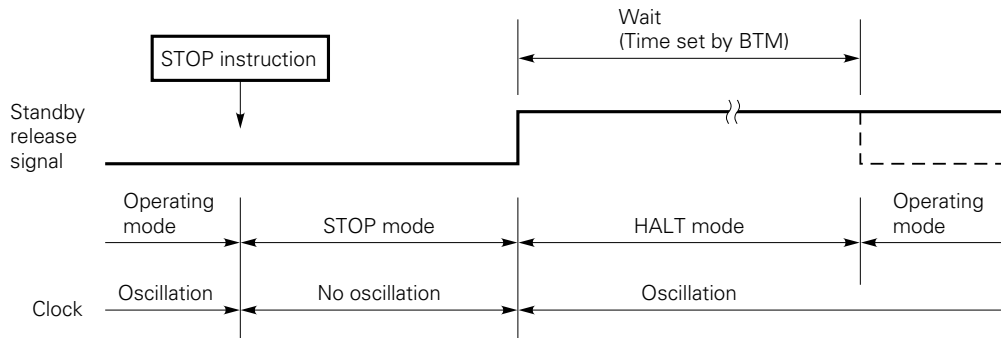 Wait
(Time set by BTM)
STOP instruction
Standby
release
signal
Operating
mode
STOP mode
HALT mode
Operating
mode
Clock
Oscillation
No oscillation
Oscillation